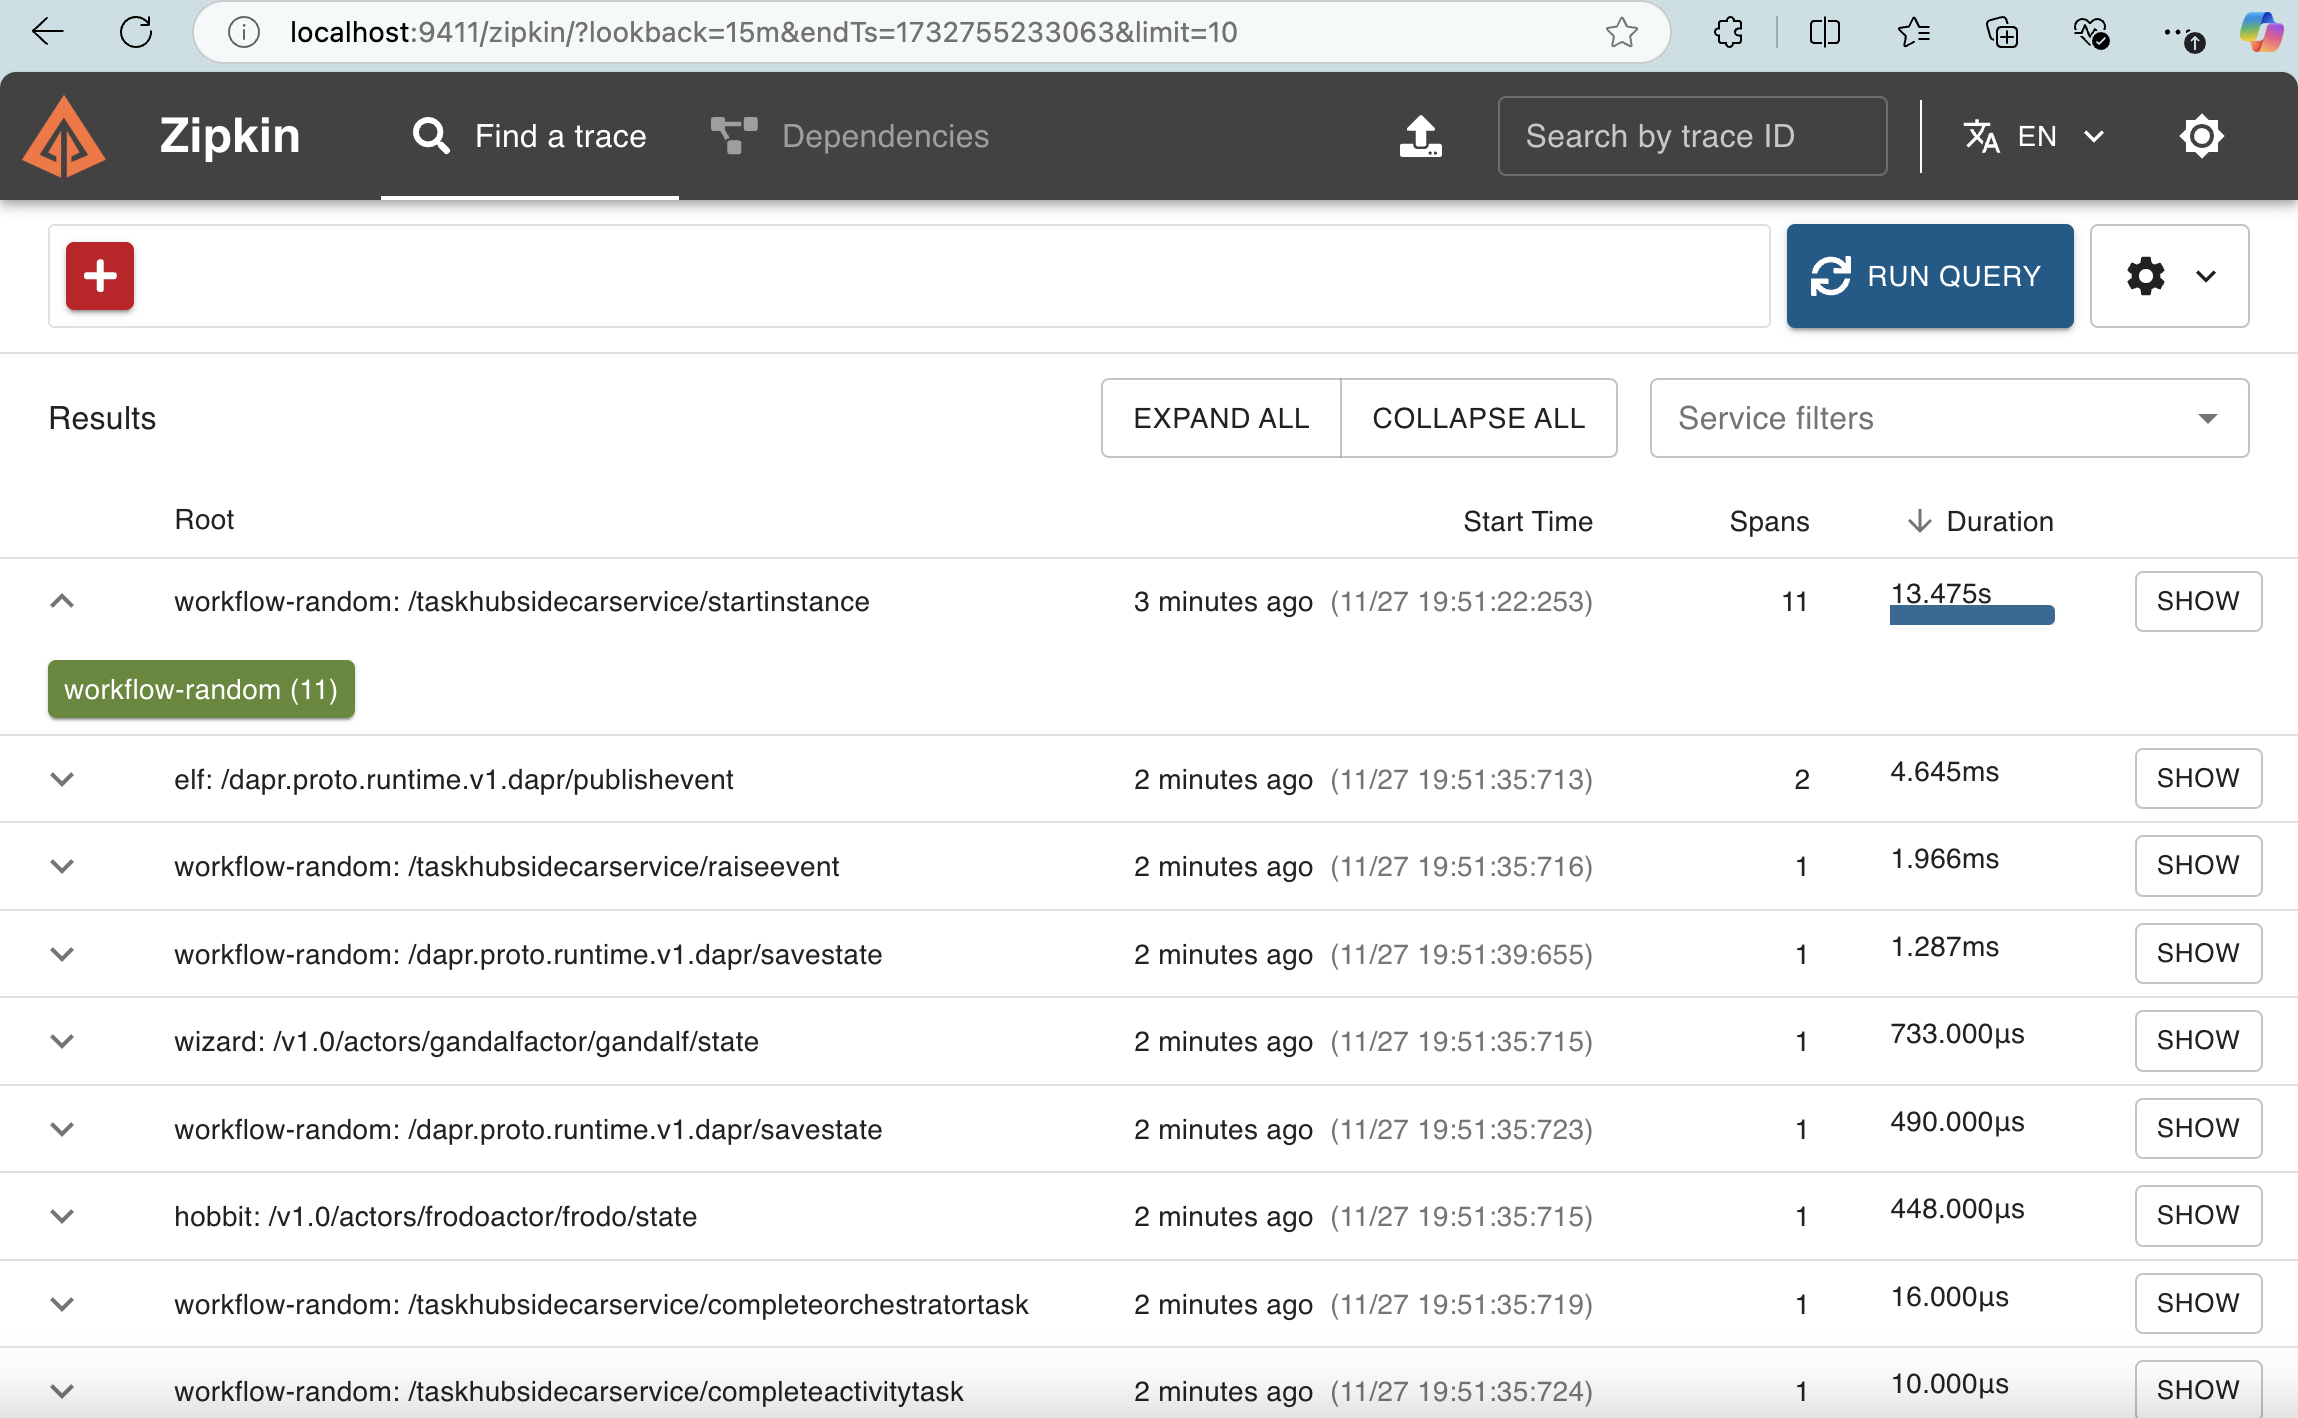 localhost:9411/zipkin/?lookback=15m&endTs=1732755233063&limit=10
Zipkin Find a trace Dependencies Search by trace ID EN
RUN QUERY
Results EXPAND ALL COLLAPSE ALL Service filters
Root Start Time Spans Duration
workflow-random: /taskhubsidecarservice/startinstance 3 minutes ago (11/27 19:51:22:253) 11 13.475s SHOW
workflow-random (11)
elf: /dapr.proto.runtime.v1.dapr/publishevent 2 minutes ago (11/27 19:51:35:713) 2 4.645ms SHOW
workflow-random: /taskhubsidecarservice/raiseevent 2 minutes ago (11/27 19:51:35:716) 1 1.966ms SHOW
workflow-random: /dapr.proto.runtime.v1.dapr/savestate 2 minutes ago (11/27 19:51:39:655) 1 1.287ms SHOW
wizard: /v1.0/actors/gandalfactor/gandalf/state 2 minutes ago (11/27 19:51:35:715) 1 733.000μs SHOW
workflow-random: /dapr.proto.runtime.v1.dapr/savestate 2 minutes ago (11/27 19:51:35:723) 1 490.000μs SHOW
hobbit: /v1.0/actors/frodoactor/frodo/state 2 minutes ago (11/27 19:51:35:715) 1 448.000μs SHOW
workflow-random: /taskhubsidecarservice/completeorchestratortask 2 minutes ago (11/27 19:51:35:719) 1 16.000μs SHOW
workflow-random: /taskhubsidecarservice/completeactivitytask 2 minutes ago (11/27 19:51:35:724) 1 10.000μs SHOW